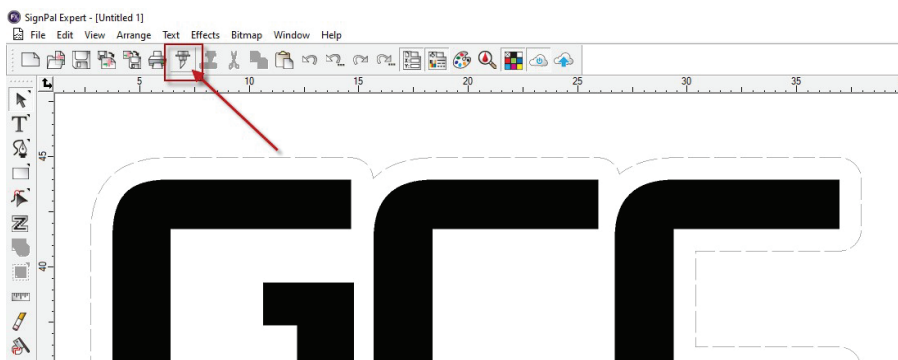 SignPal Expert - [Untitled 1]
File Edit View Arrange Text Effects Bitmap Window Help
5 10 15 20 25 30 35
45
40
GCC